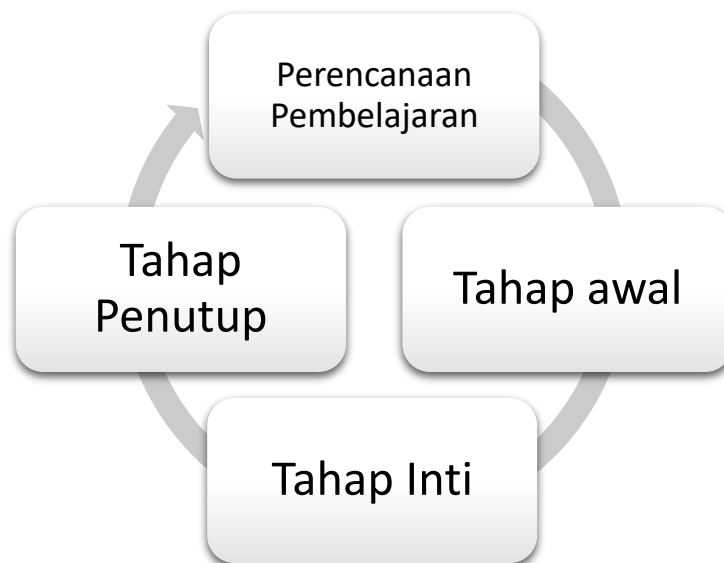 Perencanaan
Pembelajaran
Tahap awal
Tahap Inti
Tahap
Penutup